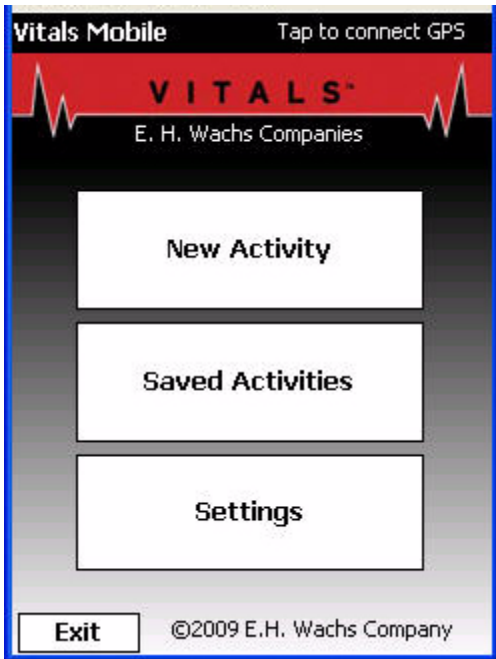 Vitals Mobile Tap to connect GPS
VITALS™
E. H. Wachs Companies
New Activity
Saved Activities
Settings
Exit ©2009 E.H. Wachs Company